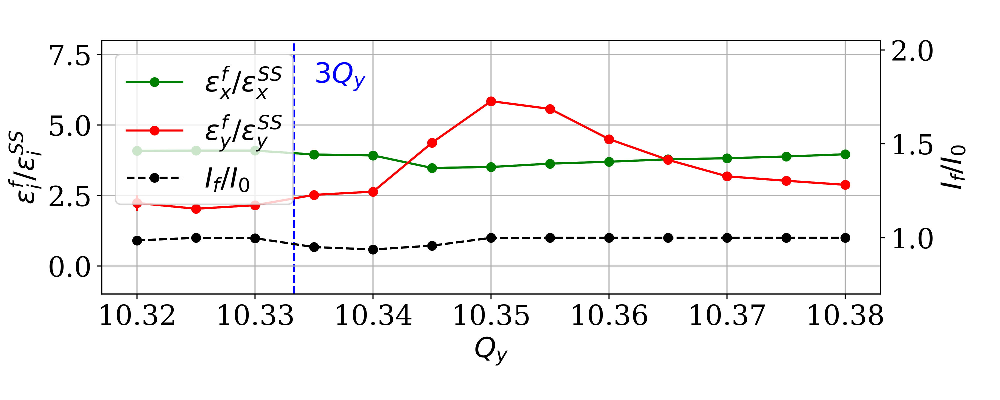 7.5
5.0
2.5
0.0
ε_i^f/ε_i^SS
ε_x^f/ε_x^SS
ε_y^f/ε_y^SS
I_f/I_0
3Q_y
2.0
1.5
1.0
I_f/I_0
10.32 10.33 10.34 10.35 10.36 10.37 10.38
Q_y